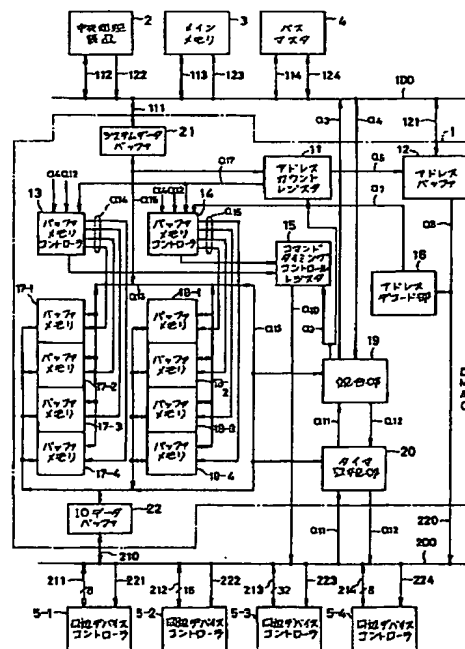 2
3
4
中央処理
装置
メイン
メモリ
バス
マスタ
112
122
113
123
114
124
100
111
121
1
システムデータ
バッファ
21
11
12
アドレス
カウント
レジスタ
アドレス
バッファ
13
14
15
バッファ
メモリ
コントローラ
バッファ
メモリ
コントローラ
コマンド
タイミング
コントロール
レジスタ
16
アドレス
デコード部
17-1
18-1
バッファ
メモリ
バッファ
メモリ
バッファ
メモリ
バッファ
メモリ
バッファ
メモリ
バッファ
メモリ
バッファ
メモリ
バッファ
メモリ
17-2
17-3
17-4
18-3
18-4
19
20
タイマ
DMAC
IOデータ
バッファ
22
210
220
200
211
8
221
212
16
222
213
32
223
214
8
224
5-1
5-2
5-3
5-4
周辺デバイス
コントローラ
周辺デバイス
コントローラ
周辺デバイス
コントローラ
周辺デバイス
コントローラ